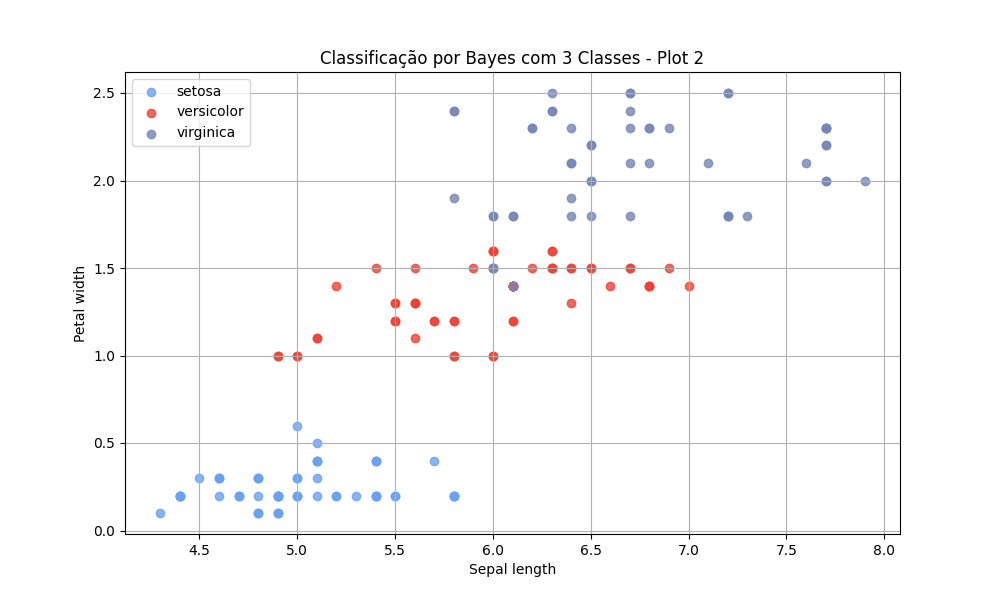 Classificação por Bayes com 3 Classes - Plot 2
setosa
versicolor
virginica
Petal width
2.5
2.0
1.5
1.0
0.5
0.0
4.5 5.0 5.5 6.0 6.5 7.0 7.5 8.0
Sepal length